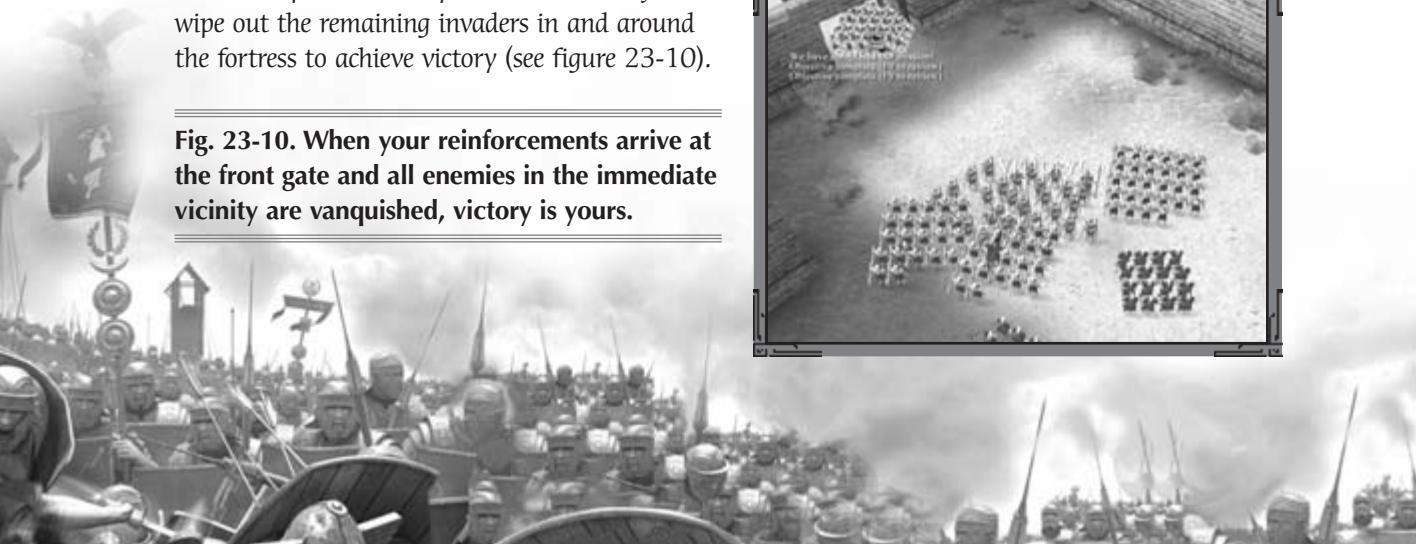 wipe out the remaining invaders in and around
the fortress to achieve victory (see figure 23-10).
Fig. 23-10. When your reinforcements arrive at
the front gate and all enemies in the immediate
vicinity are vanquished, victory is yours.